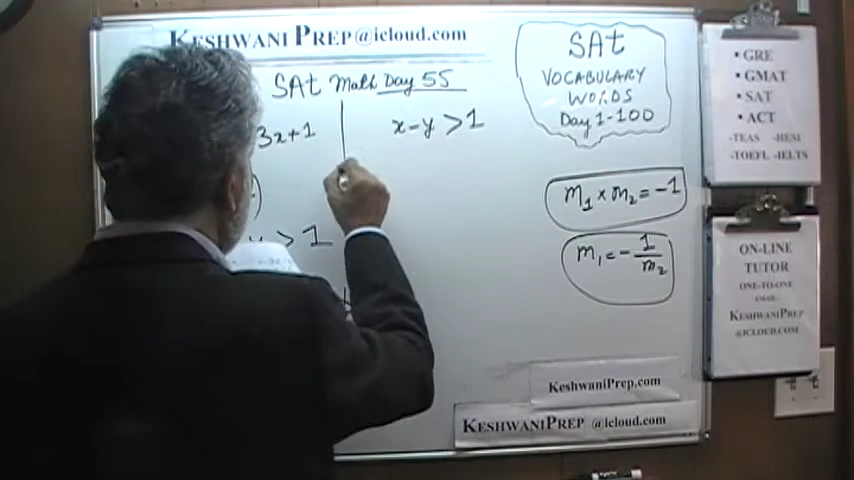 KESHWANI PREP@icloud.com
SAt Math Day 55
3x+1
x-y >1
> 1
SAt
VOCABULARY
WORDS
Day 1-100
m₁ × m₂ = -1
m₁ = - 1/m₂
• GRE
• GMAT
• SAT
• ACT
-TEAS -HESI
-TOEFL -IELTS
ON-LINE
TUTOR
ONE-TO-ONE
KESHWANIPREP
@ICLOUD.COM
KeshwaniPrep.com
KESHWANIPREP @icloud.com